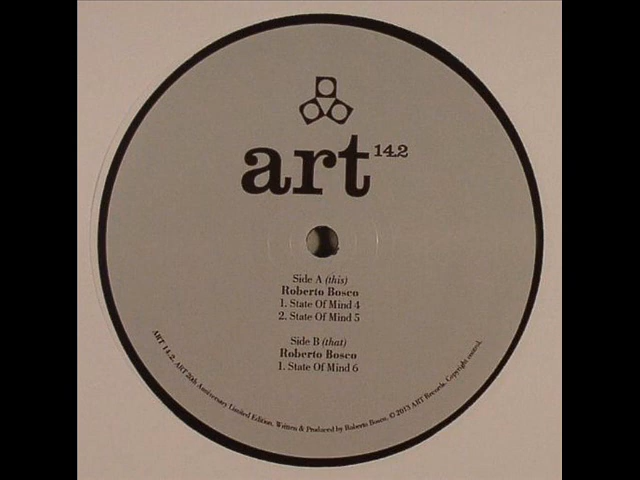 art 14.2
Side A (this)
Roberto Bosco
1. State Of Mind 4
2. State Of Mind 5
Side B (that)
Roberto Bosco
1. State Of Mind 6
ART 14.2. ART 20th Anniversary Limited Edition. Written & Produced by Roberto Bosco. © 2013 ART Records. Copyright control.